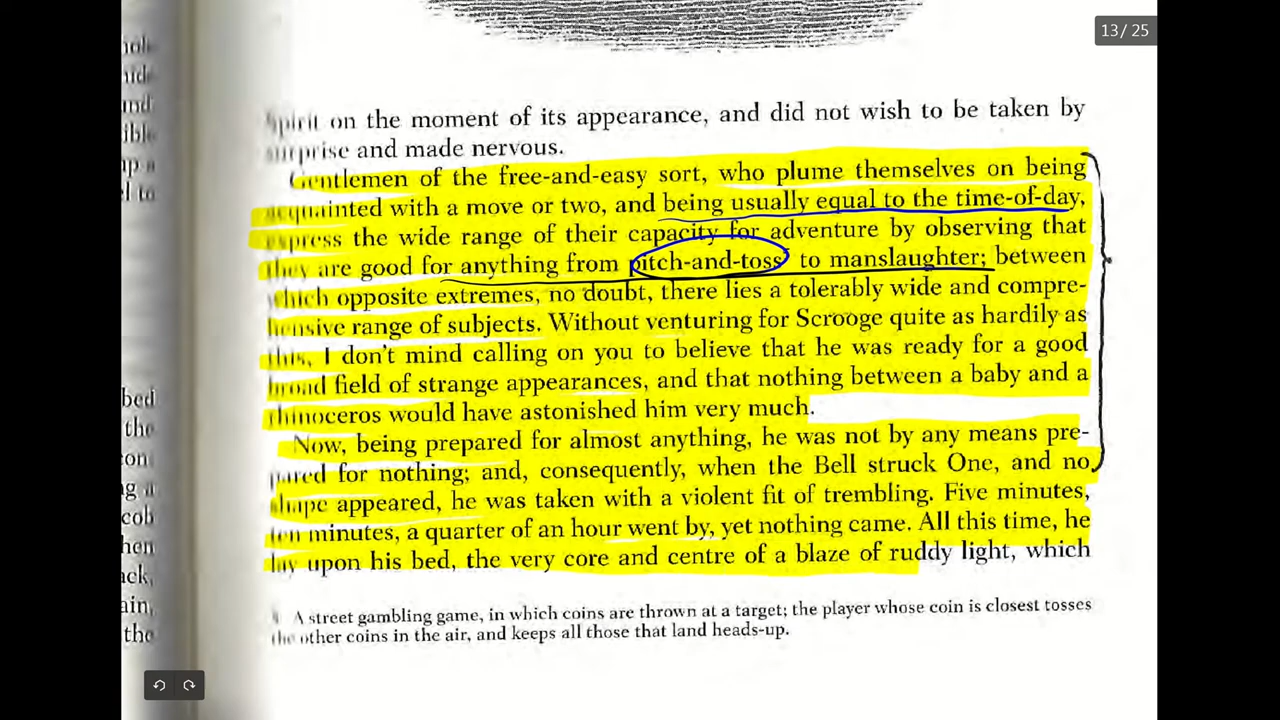 13/ 25
Spirit on the moment of its appearance, and did not wish to be taken by
surprise and made nervous.
Gentlemen of the free-and-easy sort, who plume themselves on being
acquainted with a move or two, and being usually equal to the time-of-day,
express the wide range of their capacity for adventure by observing that
they are good for anything from pitch-and-toss to manslaughter; between
which opposite extremes, no doubt, there lies a tolerably wide and compre-
hensive range of subjects. Without venturing for Scrooge quite as hardily as
this, I don't mind calling on you to believe that he was ready for a good
broad field of strange appearances, and that nothing between a baby and a
rhinoceros would have astonished him very much.
Now, being prepared for almost anything, he was not by any means pre-
pared for nothing; and, consequently, when the Bell struck One, and no
shape appeared, he was taken with a violent fit of trembling. Five minutes,
ten minutes, a quarter of an hour went by, yet nothing came. All this time, he
lay upon his bed, the very core and centre of a blaze of ruddy light, which
A street gambling game, in which coins are thrown at a target; the player whose coin is closest tosses
the other coins in the air, and keeps all those that land heads-up.
bed
the
cob
ain,
the